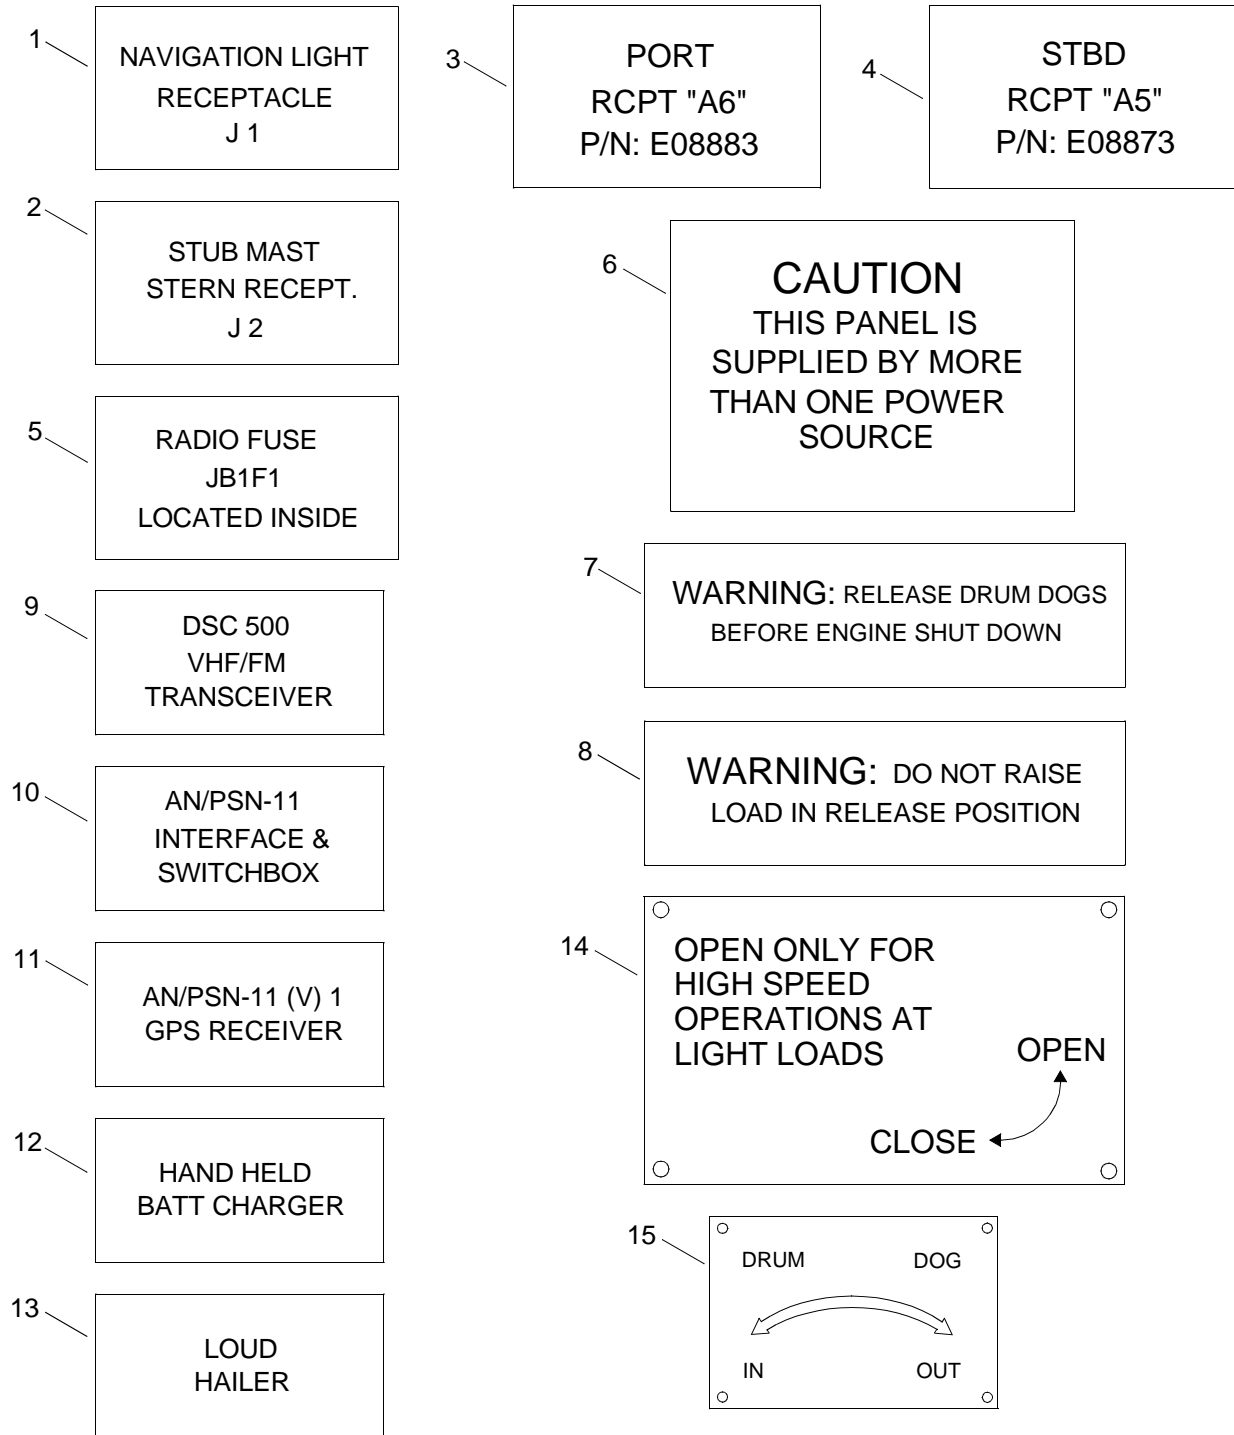 1
NAVIGATION LIGHT
RECEPTACLE
J 1
3
PORT
RCPT "A6"
P/N: E08883
4
STBD
RCPT "A5"
P/N: E08873
2
STUB MAST
STERN RECEPT.
J 2
6
CAUTION
THIS PANEL IS
SUPPLIED BY MORE
THAN ONE POWER
SOURCE
5
RADIO FUSE
JB1F1
LOCATED INSIDE
7
WARNING: RELEASE DRUM DOGS
BEFORE ENGINE SHUT DOWN
9
DSC 500
VHF/FM
TRANSCEIVER
8
WARNING: DO NOT RAISE
LOAD IN RELEASE POSITION
10
AN/PSN-11
INTERFACE &
SWITCHBOX
11
AN/PSN-11 (V) 1
GPS RECEIVER
14
OPEN ONLY FOR
HIGH SPEED
OPERATIONS AT
LIGHT LOADS
OPEN
CLOSE
12
HAND HELD
BATT CHARGER
15
DRUM DOG
IN OUT
13
LOUD
HAILER